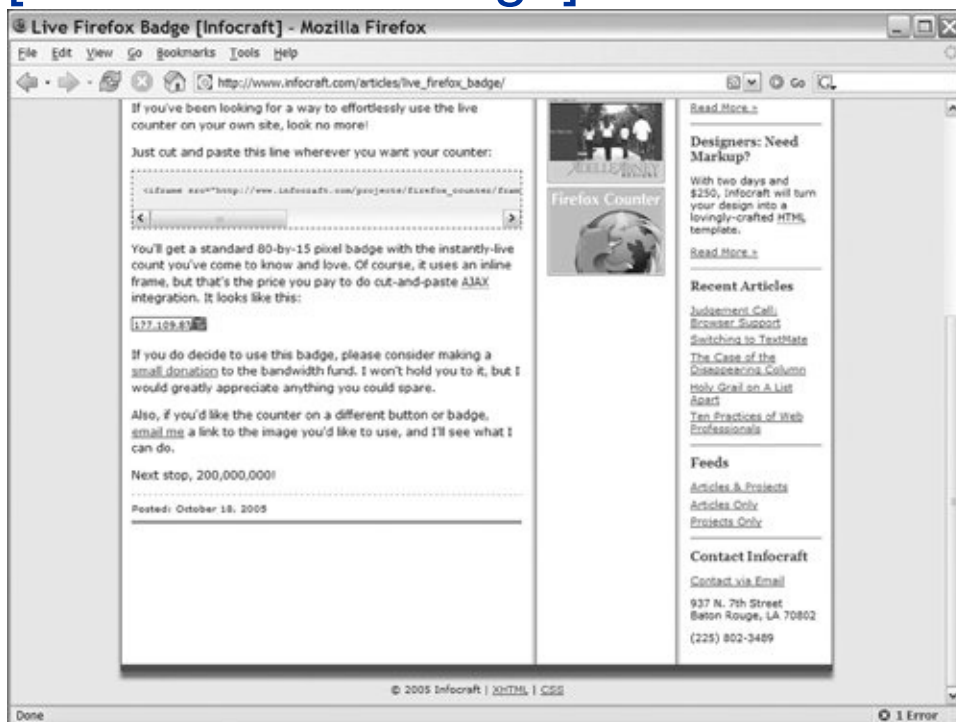 Live Firefox Badge [Infocraft] - Mozilla Firefox
File Edit View Go Bookmarks Tools Help
http://www.infocraft.com/articles/live_firefox_badge/
Go
If you've been looking for a way to effortlessly use the live
counter on your own site, look no more!
Just cut and paste this line wherever you want your counter:
<iframe src="http://www.infocraft.com/projects/firefox_counter/fram
You'll get a standard 80-by-15 pixel badge with the instantly-live
count you've come to know and love. Of course, it uses an inline
frame, but that's the price you pay to do cut-and-paste AJAX
integration. It looks like this:
177.109.87
If you do decide to use this badge, please consider making a
small donation to the bandwidth fund. I won't hold you to it, but I
would greatly appreciate anything you could spare.
Also, if you'd like the counter on a different button or badge,
email me a link to the image you'd like to use, and I'll see what I
can do.
Next stop, 200,000,000!
Posted: October 18, 2005
Firefox Counter
Read More »
Designers: Need
Markup?
With two days and
$250, Infocraft will turn
your design into a
lovingly-crafted HTML
template.
Read More »
Recent Articles
Judgement Call:
Browser Support
Switching to TextMate
The Case of the
Disappearing Column
Holy Grail on A List
Apart
Ten Practices of Web
Professionals
Feeds
Articles & Projects
Articles Only
Projects Only
Contact Infocraft
Contact via Email
937 N. 7th Street
Baton Rouge, LA 70802
(225) 802-3489
© 2005 Infocraft | XHTML | CSS
Done
1 Error